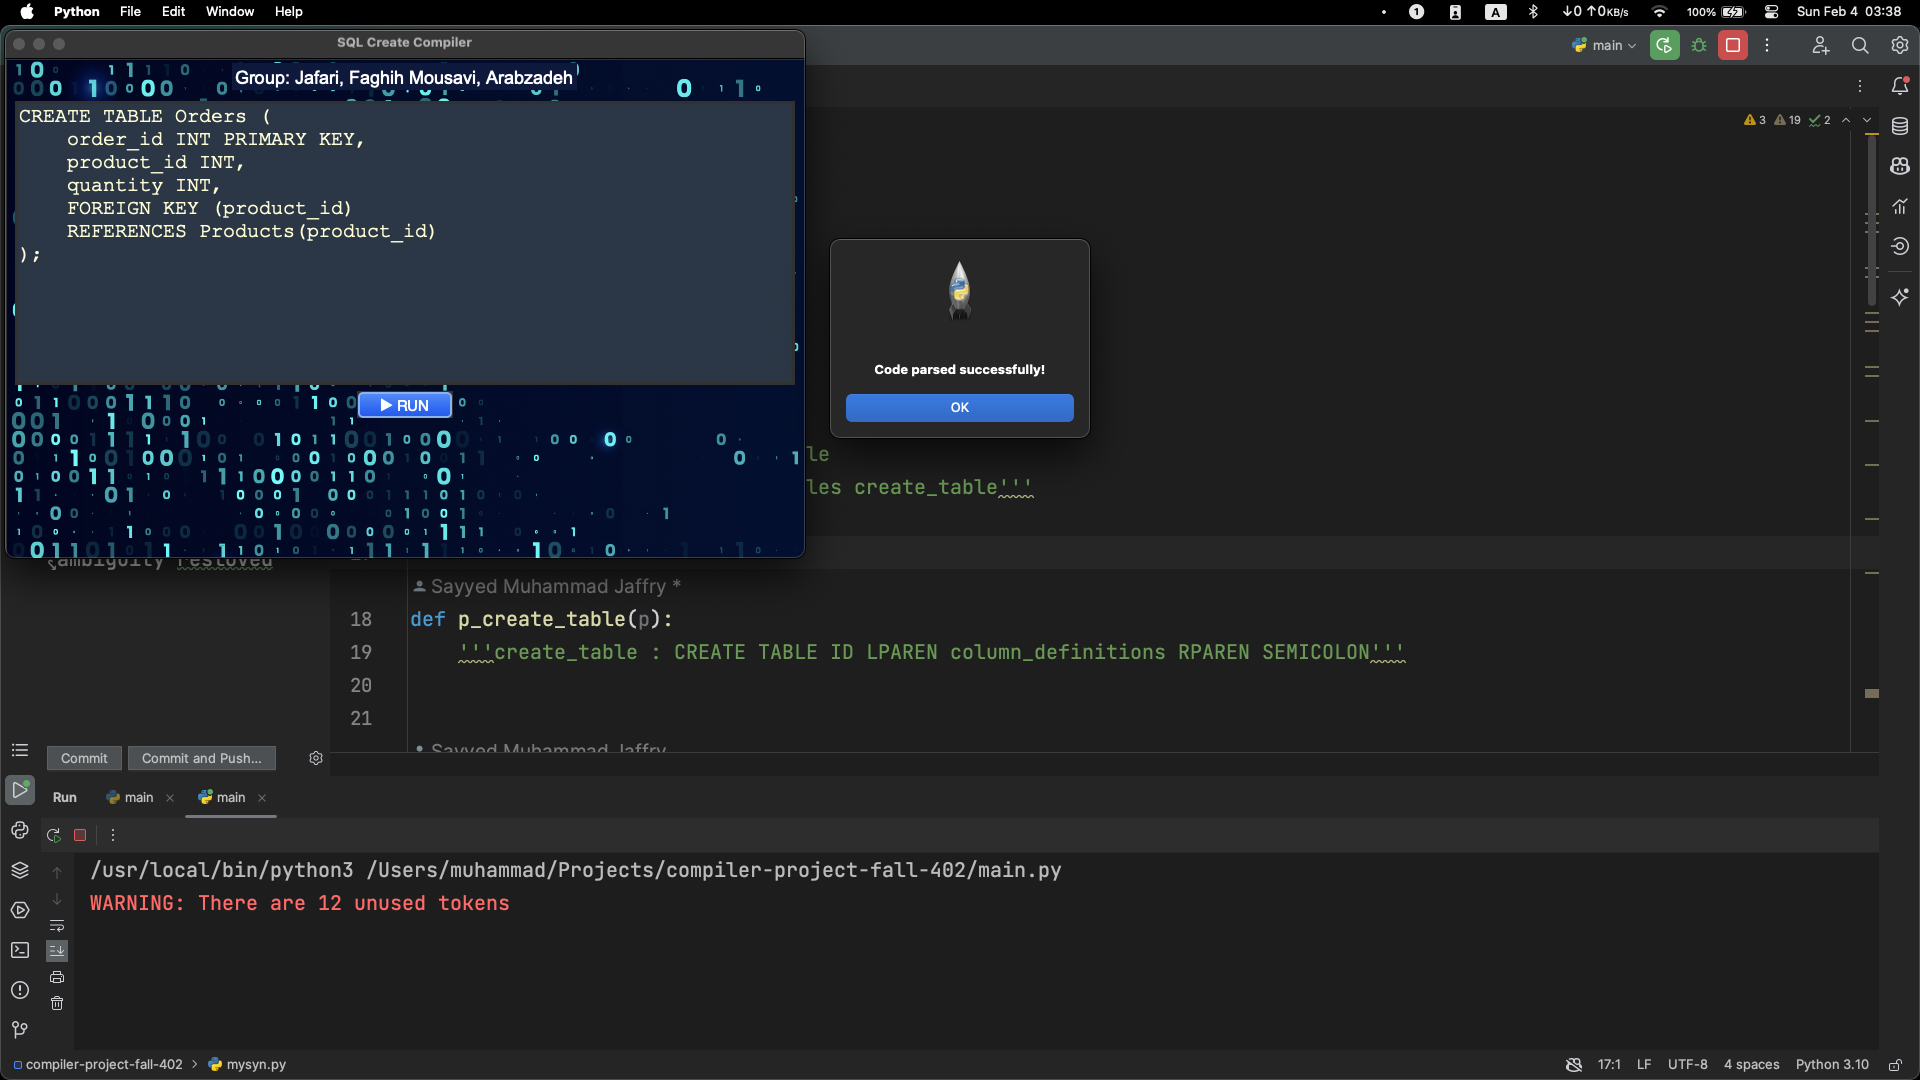 Python File Edit Window Help
1 A ↓0 ↑0KB/s 100% Sun Feb 4 03:38
SQL Create Compiler
main
Group: Jafari, Faghih Mousavi, Arabzadeh
CREATE TABLE Orders (
    order_id INT PRIMARY KEY,
    product_id INT,
    quantity INT,
    FOREIGN KEY (product_id)
    REFERENCES Products(product_id)
);
▶ RUN
3 19 2
Code parsed successfully!
OK
le
les create_table'''
Sayyed Muhammad Jaffry *
18 def p_create_table(p):
19     '''create_table : CREATE TABLE ID LPAREN column_definitions RPAREN SEMICOLON'''
20
21
Sayyed Muhammad Jaffry
Commit Commit and Push...
Run main main
/usr/local/bin/python3 /Users/muhammad/Projects/compiler-project-fall-402/main.py
WARNING: There are 12 unused tokens
compiler-project-fall-402 > mysyn.py
17:1 LF UTF-8 4 spaces Python 3.10